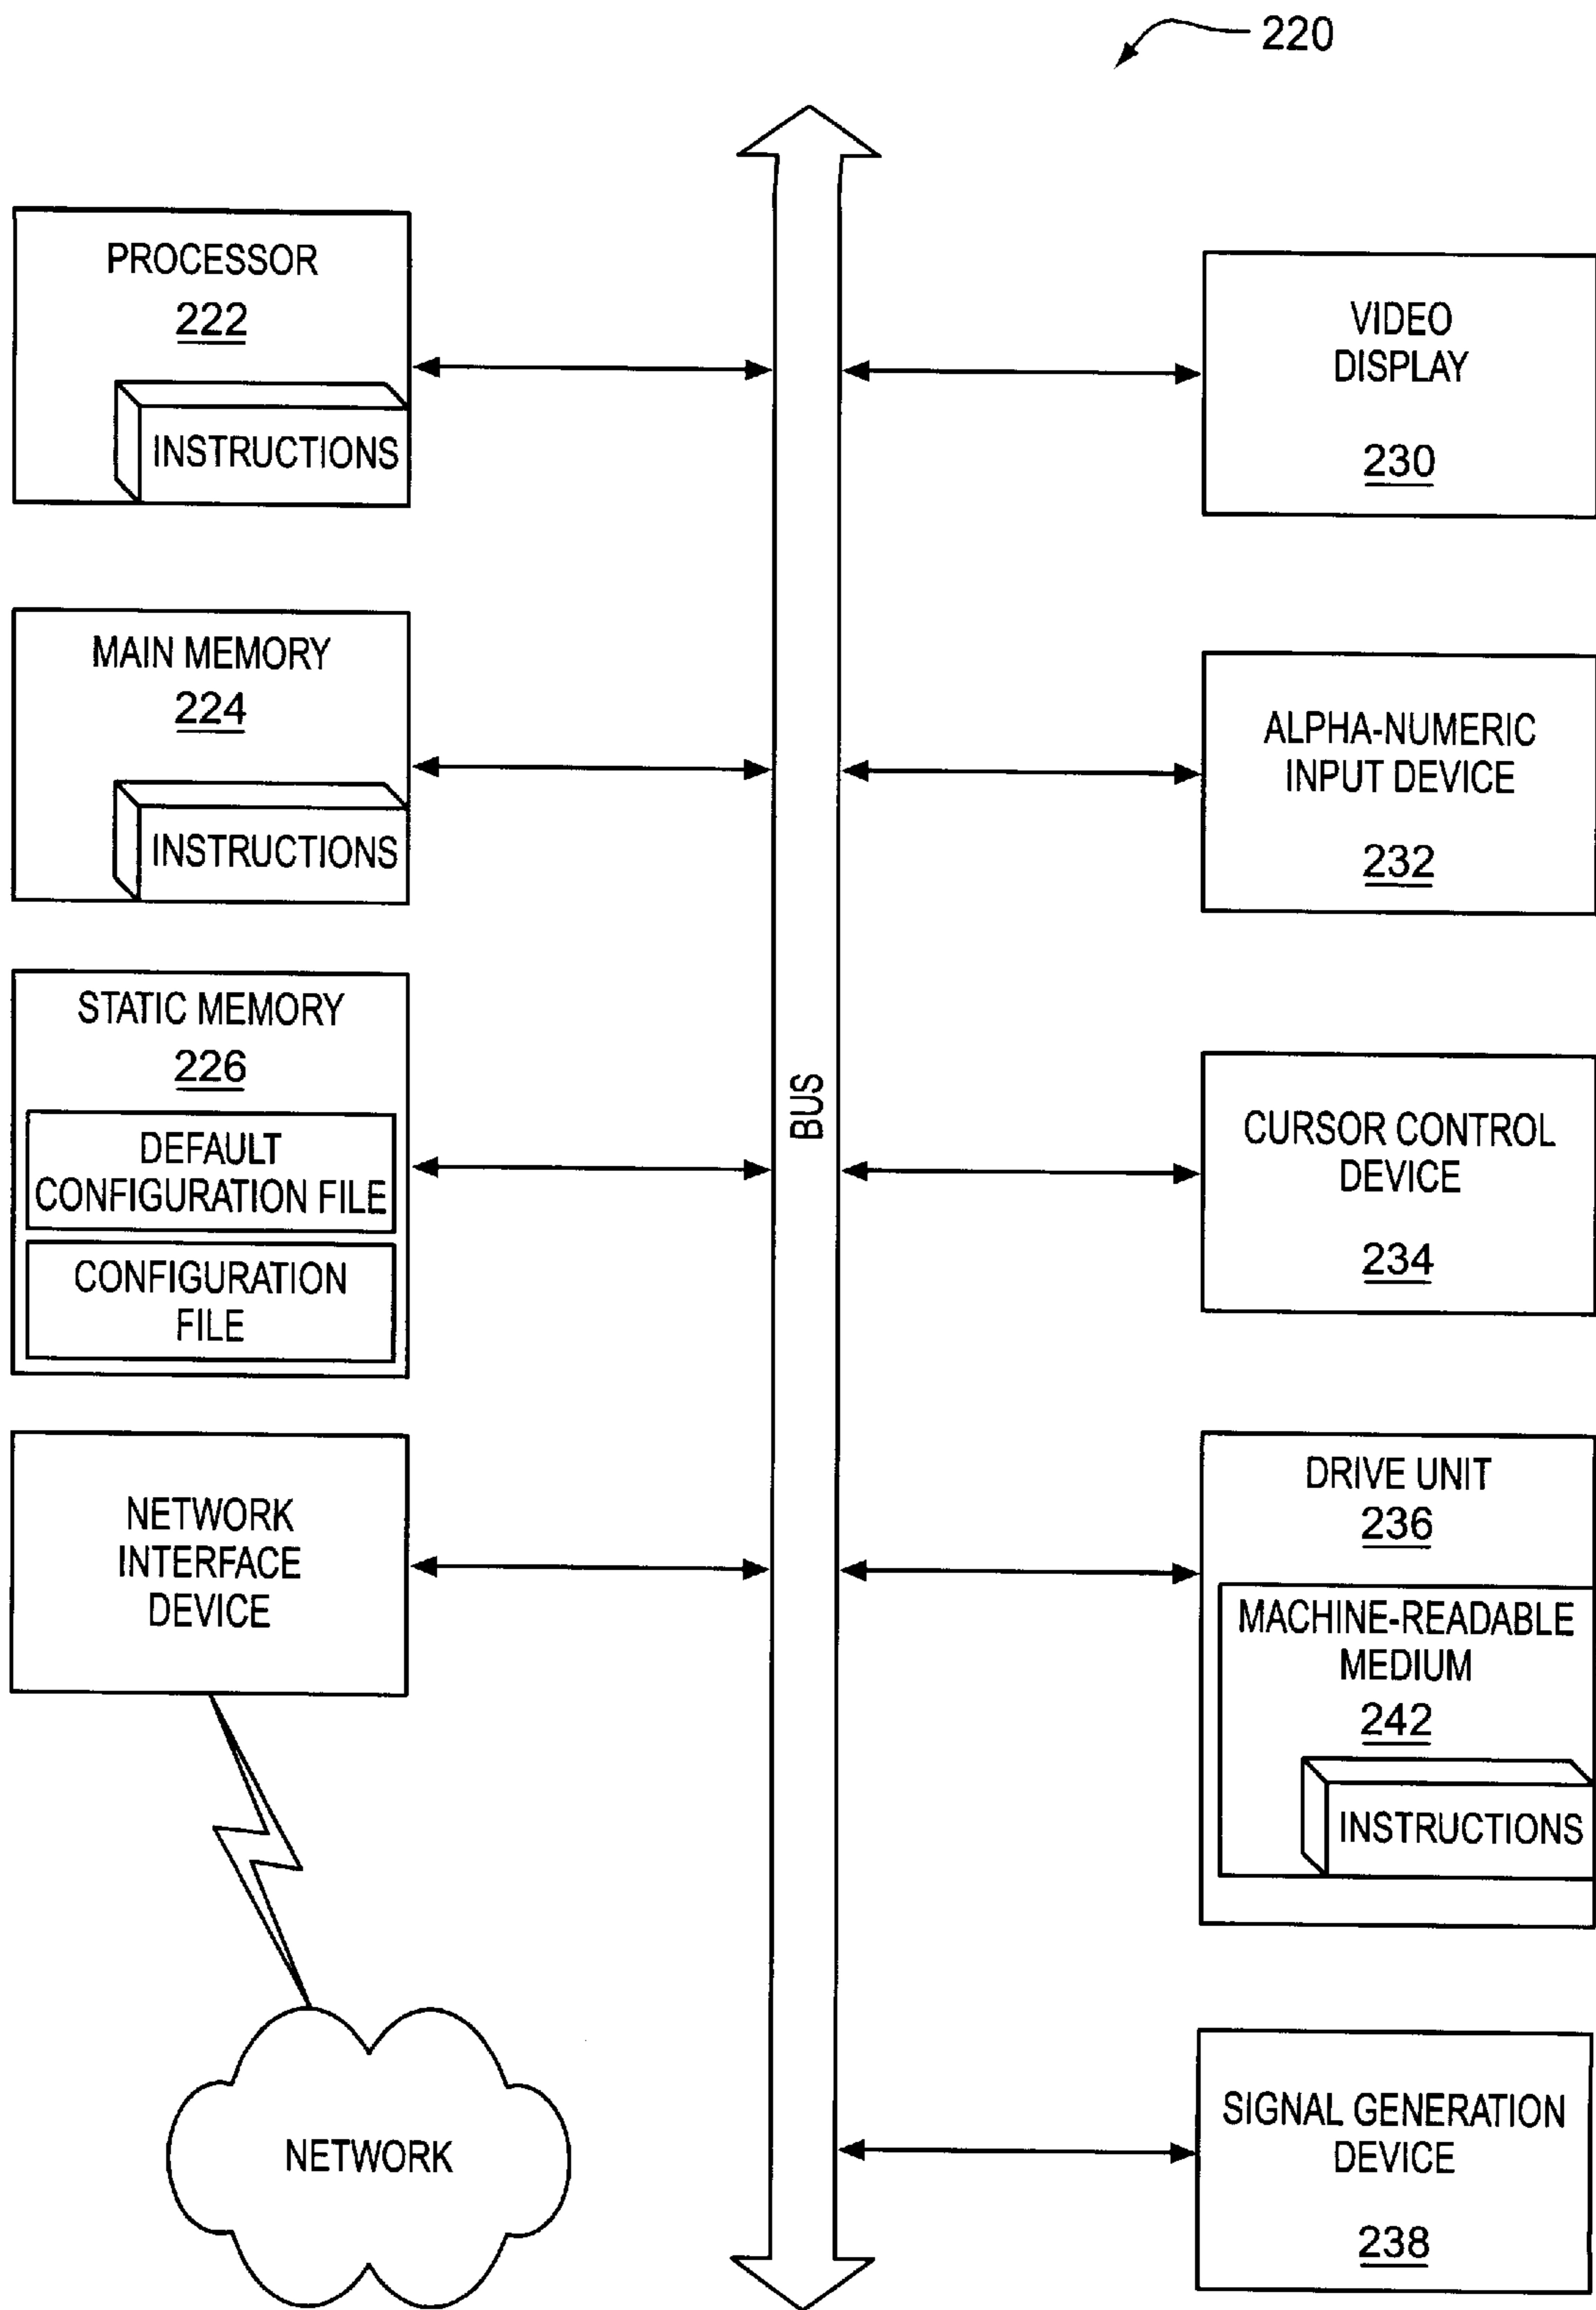 220
PROCESSOR
222
INSTRUCTIONS
MAIN MEMORY
224
INSTRUCTIONS
STATIC MEMORY
226
DEFAULT
CONFIGURATION FILE
CONFIGURATION
FILE
NETWORK
INTERFACE
DEVICE
NETWORK
BUS
VIDEO
DISPLAY
230
ALPHA-NUMERIC
INPUT DEVICE
232
CURSOR CONTROL
DEVICE
234
DRIVE UNIT
236
MACHINE-READABLE
MEDIUM
242
INSTRUCTIONS
SIGNAL GENERATION
DEVICE
238